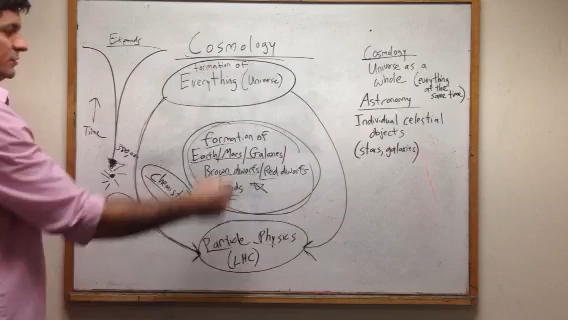 Expands
Time
Cosmology
formation of
Everything (Universe)
formation of
Earth/Mars/Galaxies/
Brown dwarfs/Red dwarfs
Particle Physics
(LHC)
Cosmology
Universe as a
whole (everything
at the
same time)
Astronomy
Individual celestial
objects
(stars, galaxies)